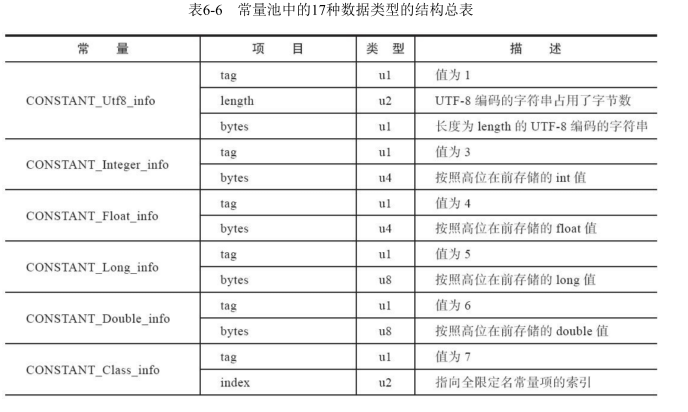 表6-6 常量池中的17种数据类型的结构总表
常 量 项 目 类 型 描 述
CONSTANT_Utf8_info tag u1 值为 1
length u2 UTF-8 编码的字符串占用了字节数
bytes u1 长度为 length 的 UTF-8 编码的字符串
CONSTANT_Integer_info tag u1 值为 3
bytes u4 按照高位在前存储的 int 值
CONSTANT_Float_info tag u1 值为 4
bytes u4 按照高位在前存储的 float 值
CONSTANT_Long_info tag u1 值为 5
bytes u8 按照高位在前存储的 long 值
CONSTANT_Double_info tag u1 值为 6
bytes u8 按照高位在前存储的 double 值
CONSTANT_Class_info tag u1 值为 7
index u2 指向全限定名常量项的索引